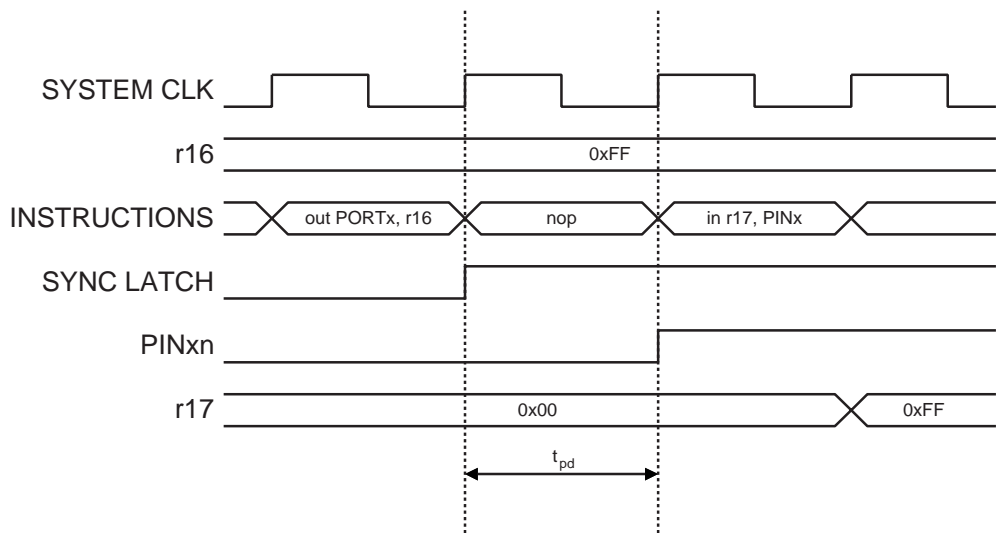 SYSTEM CLK
r16
0xFF
INSTRUCTIONS
out PORTx, r16
nop
in r17, PINx
SYNC LATCH
PINxn
r17
0x00
0xFF
tpd